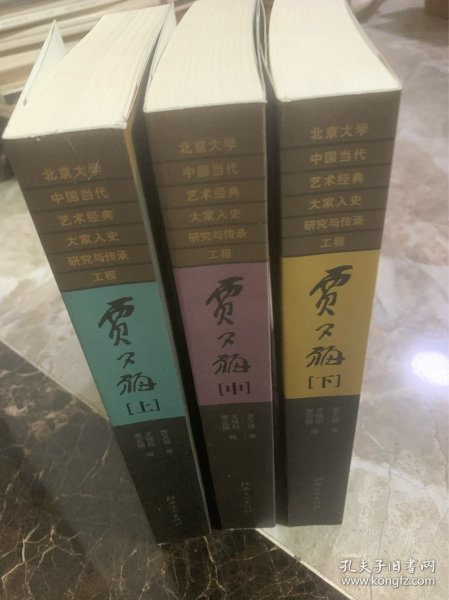 北京大学
中国当代
艺术经典
大家入史
研究与传承
工程
贾又福
[上]
北京大学
中国当代
艺术经典
大家入史
研究与传承
工程
贾又福
[中]
北京大学
中国当代
艺术经典
大家入史
研究与传承
工程
贾又福
[下]
孔夫子旧书网
www.kongfz.com